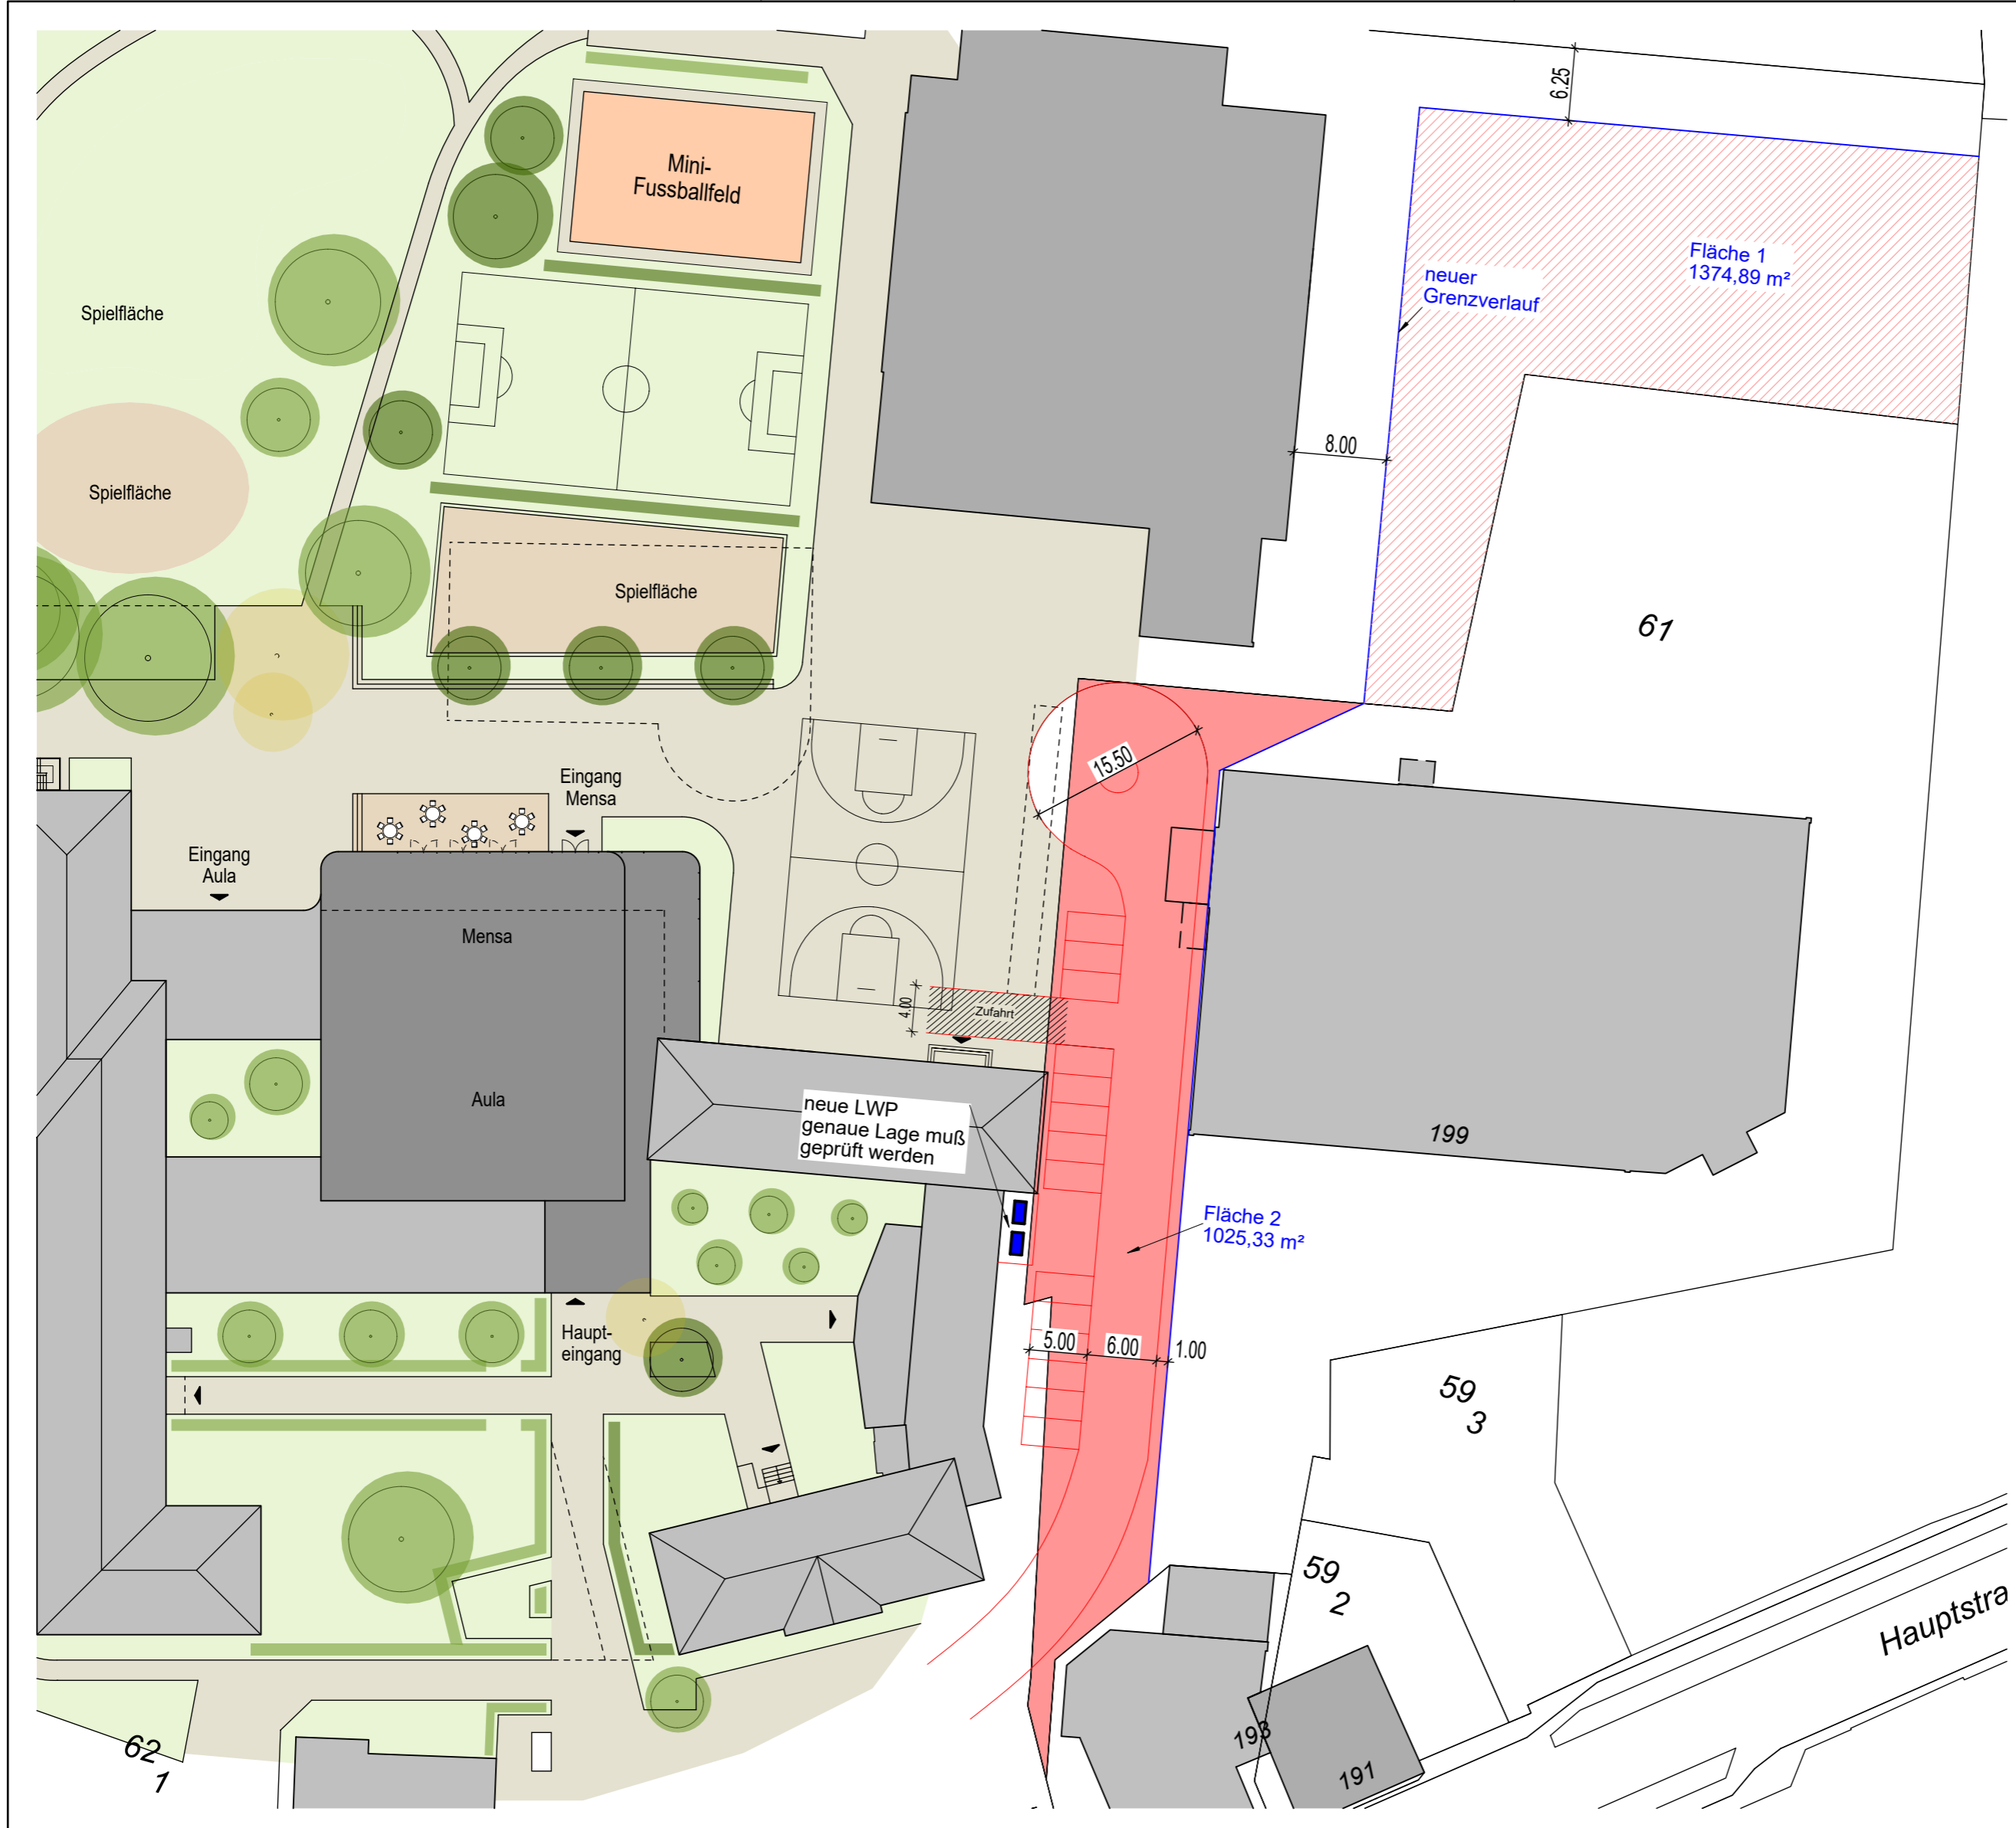 6.25
Mini-
Fussballfeld
Fläche 1
1374,89 m²
neuer
Grenzverlauf
Spielfläche
8.00
Spielfläche
Spielfläche
61
15.50
Eingang
Mensa
Eingang
Aula
Mensa
4.00
Zufahrt
Aula
neue LWP
genaue Lage muß
geprüft werden
199
Fläche 2
1025,33 m²
Haupt-
eingang
5.00 6.00 1.00
59
3
59
2
Hauptstra
62
1
193
191